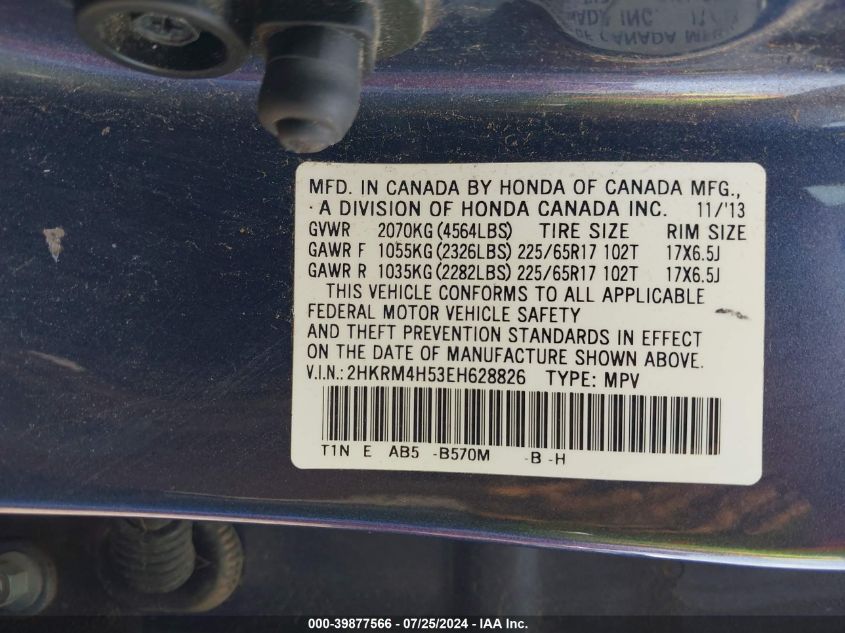 MFD. IN CANADA BY HONDA OF CANADA MFG.,
A DIVISION OF HONDA CANADA INC. 11/'13
GVWR 2070KG (4564LBS) TIRE SIZE RIM SIZE
GAWR F 1055KG (2326LBS) 225/65R17 102T 17X6.5J
GAWR R 1035KG (2282LBS) 225/65R17 102T 17X6.5J
THIS VEHICLE CONFORMS TO ALL APPLICABLE
FEDERAL MOTOR VEHICLE SAFETY
AND THEFT PREVENTION STANDARDS IN EFFECT
ON THE DATE OF MANUFACTURE SHOWN ABOVE.
V.I.N.: 2HKRM4H53EH628826 TYPE: MPV
T1N E AB5 -B570M -B -H
000-39877566 / 07/25/2024 - IAA Inc.